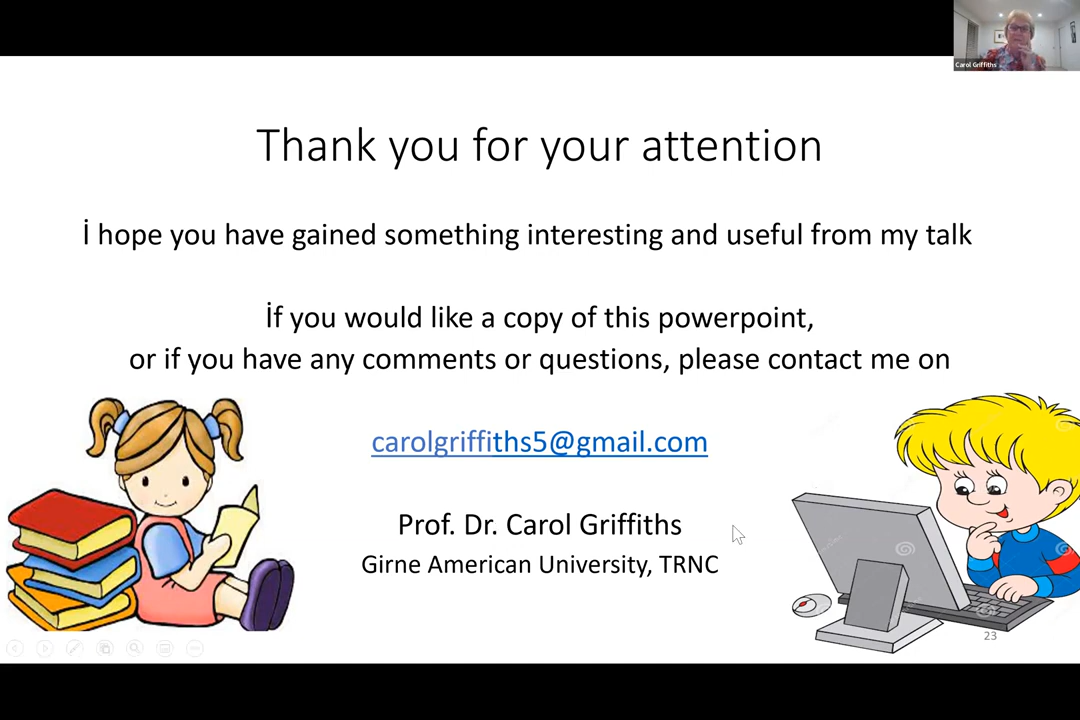 Carol Griffiths
Thank you for your attention
İ hope you have gained something interesting and useful from my talk
İf you would like a copy of this powerpoint,
or if you have any comments or questions, please contact me on
carolgriffiths5@gmail.com
Prof. Dr. Carol Griffiths
Girne American University, TRNC
23